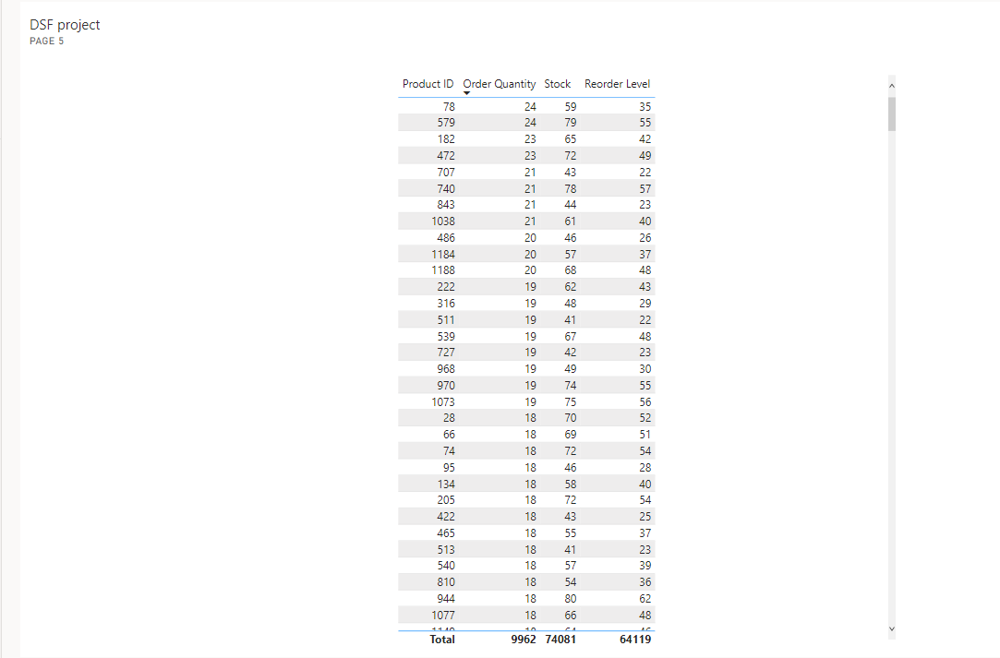 DSF project
PAGE 5
Product ID Order Quantity Stock Reorder Level
78 24 59 35
579 24 79 55
182 23 65 42
472 23 72 49
707 21 43 22
740 21 78 57
843 21 44 23
1038 21 61 40
486 20 46 26
1184 20 57 37
1188 20 68 48
222 19 62 43
316 19 48 29
511 19 41 22
539 19 67 48
727 19 42 23
968 19 49 30
970 19 74 55
1073 19 75 56
28 18 70 52
66 18 69 51
74 18 72 54
95 18 46 28
134 18 58 40
205 18 72 54
422 18 43 25
465 18 55 37
513 18 41 23
540 18 57 39
810 18 54 36
944 18 80 62
1077 18 66 48
Total 9962 74081 64119